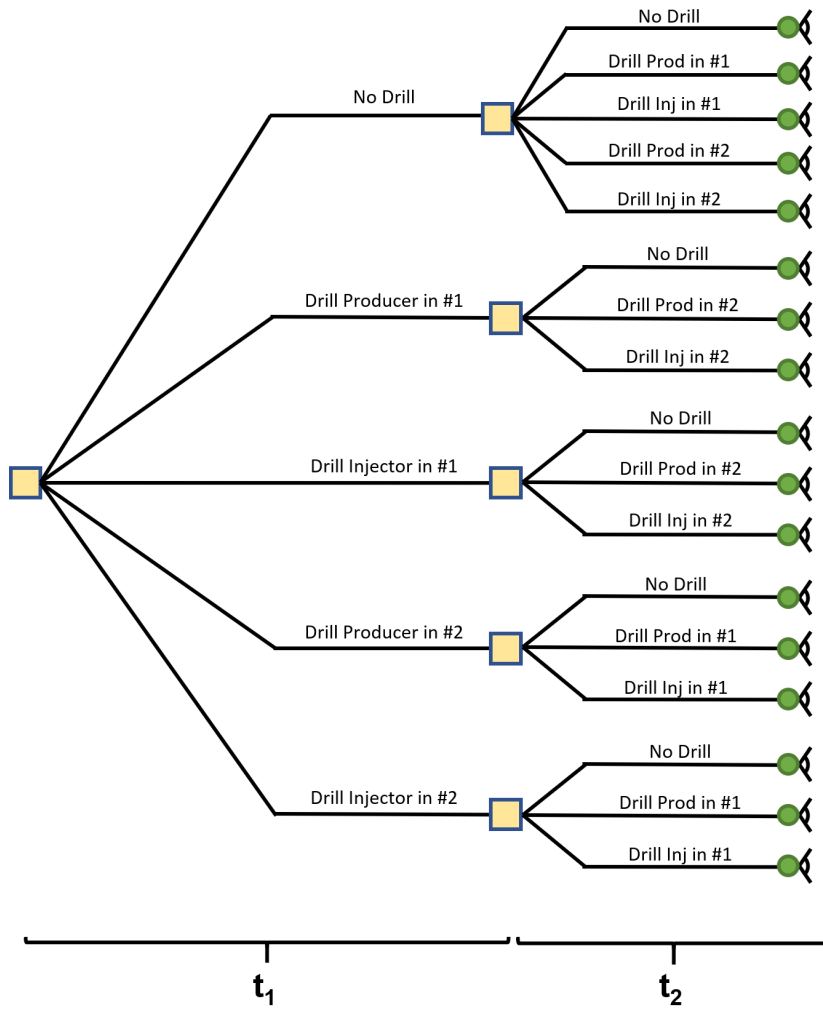 No Drill
Drill Prod in #1
No Drill
Drill Inj in #1
Drill Prod in #2
Drill Inj in #2
No Drill
Drill Producer in #1
Drill Prod in #2
Drill Inj in #2
No Drill
Drill Injector in #1
Drill Prod in #2
Drill Inj in #2
No Drill
Drill Producer in #2
Drill Prod in #1
Drill Inj in #1
No Drill
Drill Injector in #2
Drill Prod in #1
Drill Inj in #1
t1
t2